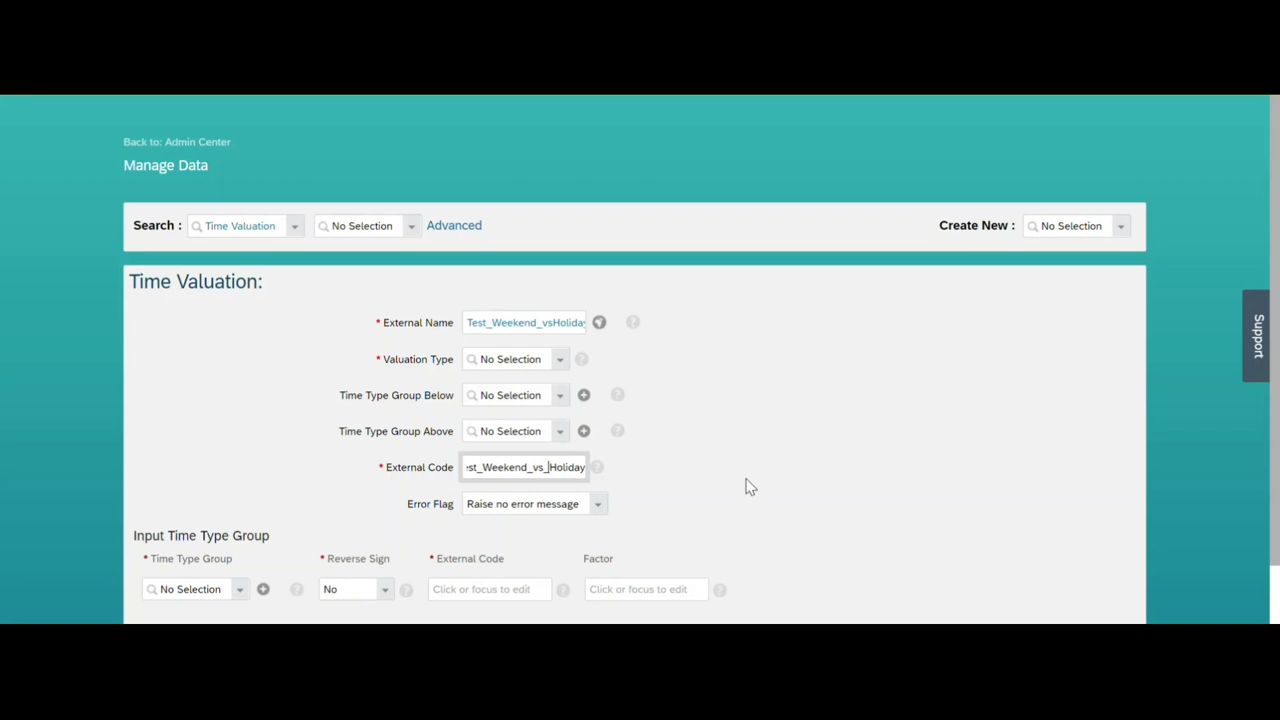 Back to: Admin Center
Manage Data
Search : Time Valuation No Selection Advanced Create New : No Selection
Time Valuation:
* External Name Test_Weekend_vsHoliday
* Valuation Type No Selection
Time Type Group Below No Selection
Time Type Group Above No Selection
* External Code est_Weekend_vs_Holiday
Error Flag Raise no error message
Input Time Type Group
* Time Type Group * Reverse Sign * External Code Factor
No Selection No Click or focus to edit Click or focus to edit
Support